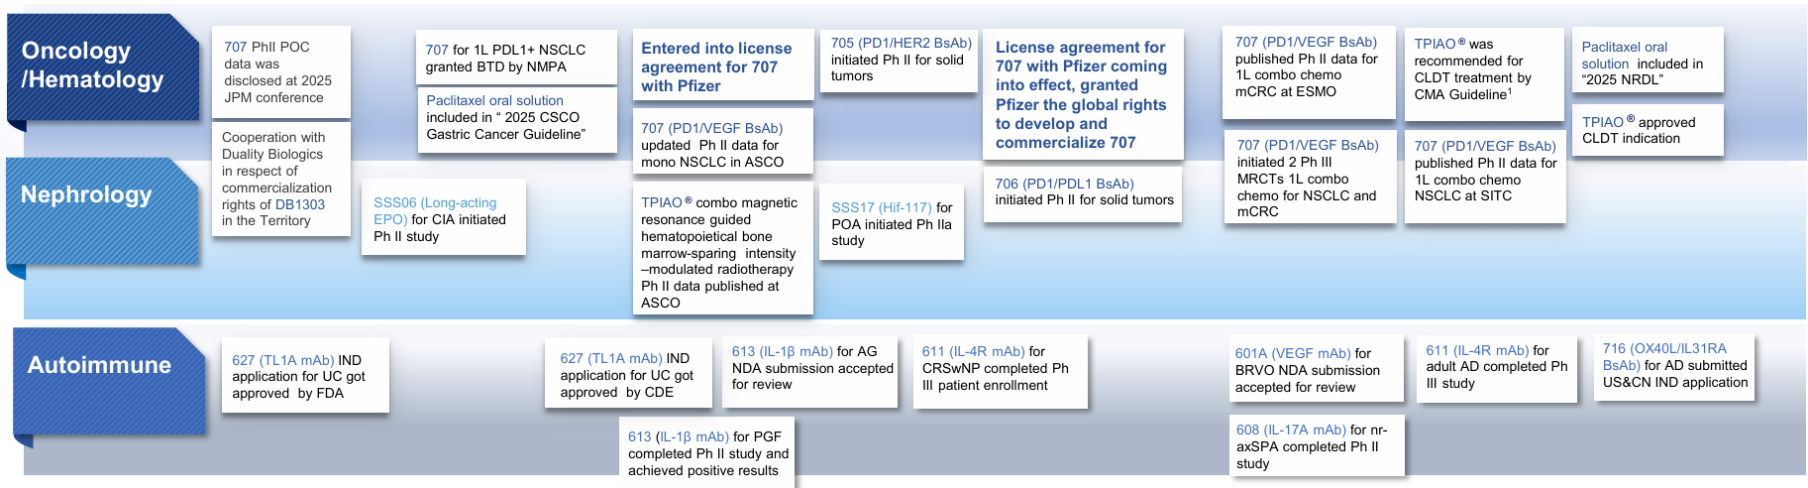 Oncology
/Hematology
707 PhII POC
data was
disclosed at 2025
JPM conference
Cooperation with
Duality Biologics
in respect of
commercialization
rights of DB1303
in the Territory
707 for 1L PDL1+ NSCLC
granted BTD by NMPA
Paclitaxel oral solution
included in “ 2025 CSCO
Gastric Cancer Guideline”
Entered into license
agreement for 707
with Pfizer
707 (PD1/VEGF BsAb)
updated Ph II data for
mono NSCLC in ASCO
TPIAO ® combo magnetic
resonance guided
hematopoietical bone
marrow-sparing intensity
–modulated radiotherapy
Ph II data published at
ASCO
705 (PD1/HER2 BsAb)
initiated Ph II for solid
tumors
License agreement for
707 with Pfizer coming
into effect, granted
Pfizer the global rights
to develop and
commercialize 707
706 (PD1/PDL1 BsAb)
initiated Ph II for solid tumors
707 (PD1/VEGF BsAb)
published Ph II data for
1L combo chemo
mCRC at ESMO
707 (PD1/VEGF BsAb)
initiated 2 Ph III
MRCTs 1L combo
chemo for NSCLC and
mCRC
TPIAO ® was
recommended for
CLDT treatment by
CMA Guideline1
707 (PD1/VEGF BsAb)
published Ph II data for
1L combo chemo
NSCLC at SITC
Paclitaxel oral
solution included in
“2025 NRDL”
TPIAO ® approved
CLDT indication
Nephrology
SSS06 (Long-acting
EPO) for CIA initiated
Ph II study
SSS17 (Hif-117) for
POA initiated Ph IIa
study
Autoimmune
627 (TL1A mAb) IND
application for UC got
approved by FDA
627 (TL1A mAb) IND
application for UC got
approved by CDE
613 (IL-1β mAb) for PGF
completed Ph II study and
achieved positive results
613 (IL-1β mAb) for AG
NDA submission accepted
for review
611 (IL-4R mAb) for
CRSwNP completed Ph
III patient enrollment
601A (VEGF mAb) for
BRVO NDA submission
accepted for review
608 (IL-17A mAb) for nr-
axSPA completed Ph II
study
611 (IL-4R mAb) for
adult AD completed Ph
III study
716 (OX40L/IL31RA
BsAb) for AD submitted
US&CN IND application